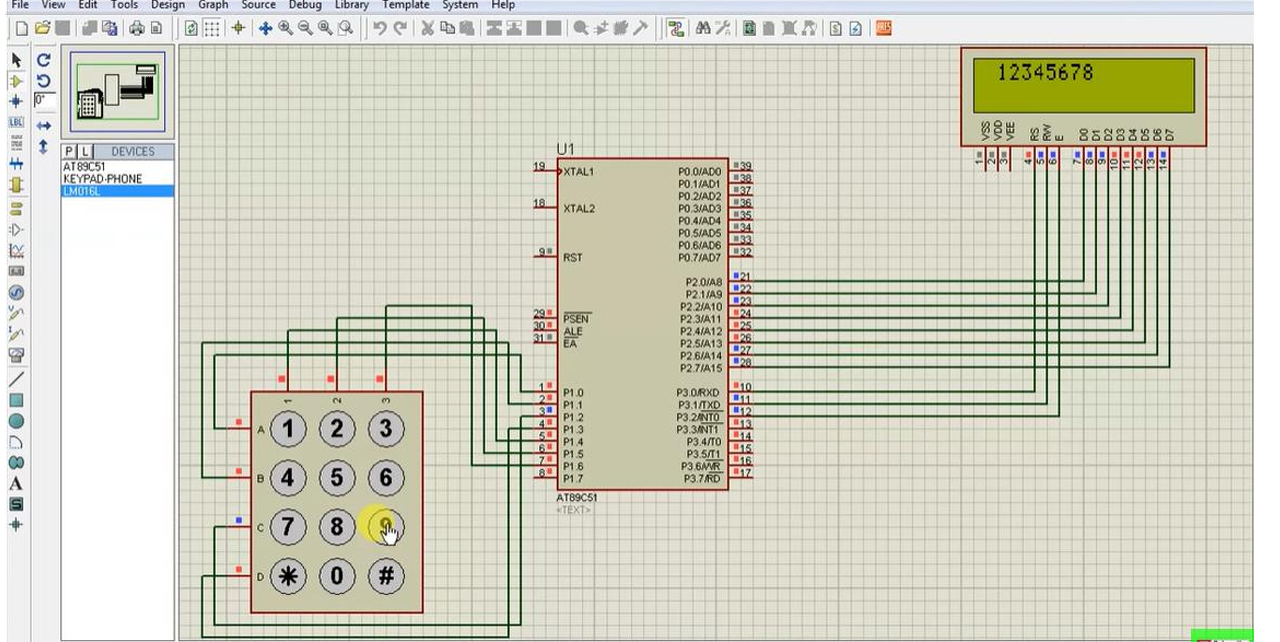 File View Edit Tools Design Graph Source Debug Library Template System Help
0°
LBL
P L DEVICES
AT89C51
KEYPAD-PHONE
LM016L
12345678
VSS
VDD
VEE
RS
RW
E
D0
D1
D2
D3
D4
D5
D6
D7
1
2
3
4
5
6
7
8
9
10
11
12
13
14
U1
19 XTAL1 P0.0/AD0 39
P0.1/AD1 38
P0.2/AD2 37
18 XTAL2 P0.3/AD3 36
P0.4/AD4 35
P0.5/AD5 34
P0.6/AD6 33
9 RST P0.7/AD7 32
P2.0/A8 21
P2.1/A9 22
P2.2/A10 23
29 PSEN P2.3/A11 24
30 ALE P2.4/A12 25
31 EA P2.5/A13 26
P2.6/A14 27
P2.7/A15 28
1 P1.0 P3.0/RXD 10
2 P1.1 P3.1/TXD 11
3 P1.2 P3.2/INT0 12
4 P1.3 P3.3/INT1 13
5 P1.4 P3.4/T0 14
6 P1.5 P3.5/T1 15
7 P1.6 P3.6/WR 16
8 P1.7 P3.7/RD 17
AT89C51
<TEXT>
1 2 3
A 1 2 3
B 4 5 6
C 7 8 9
D * 0 #
A
S
ARES